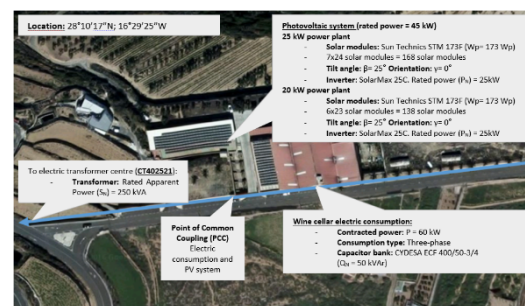 Location: 28°10'17"N; 16°29'25"W
Photovoltaic system (rated power = 45 kW)
25 kW power plant
- Solar modules: Sun Technics STM 173F (Wp= 173 Wp)
7x24 solar modules = 168 solar modules
- Tilt angle: β= 25° Orientation: γ= 0°
- Inverter: SolarMax 25C. Rated power (Pₙ) = 25kW
20 kW power plant
- Solar modules: Sun Technics STM 173F (Wp= 173 Wp)
6x23 solar modules = 138 solar modules
- Tilt angle: β= 25° Orientation: γ= 0°
- Inverter: SolarMax 25C. Rated power (Pₙ) = 25kW
To electric transformer centre (CT402521):
- Transformer: Rated Apparent
Power (Sₙ) = 250 kVA
Point of Common
Coupling (PCC)
Electric
consumption and
PV system
Wine cellar electric consumption:
- Contracted power: P = 60 kW
- Consumption type: Three-phase
- Capacitor bank: CYDESA ECF 400/50-3/4
(Qₙ = 50 kVAr)